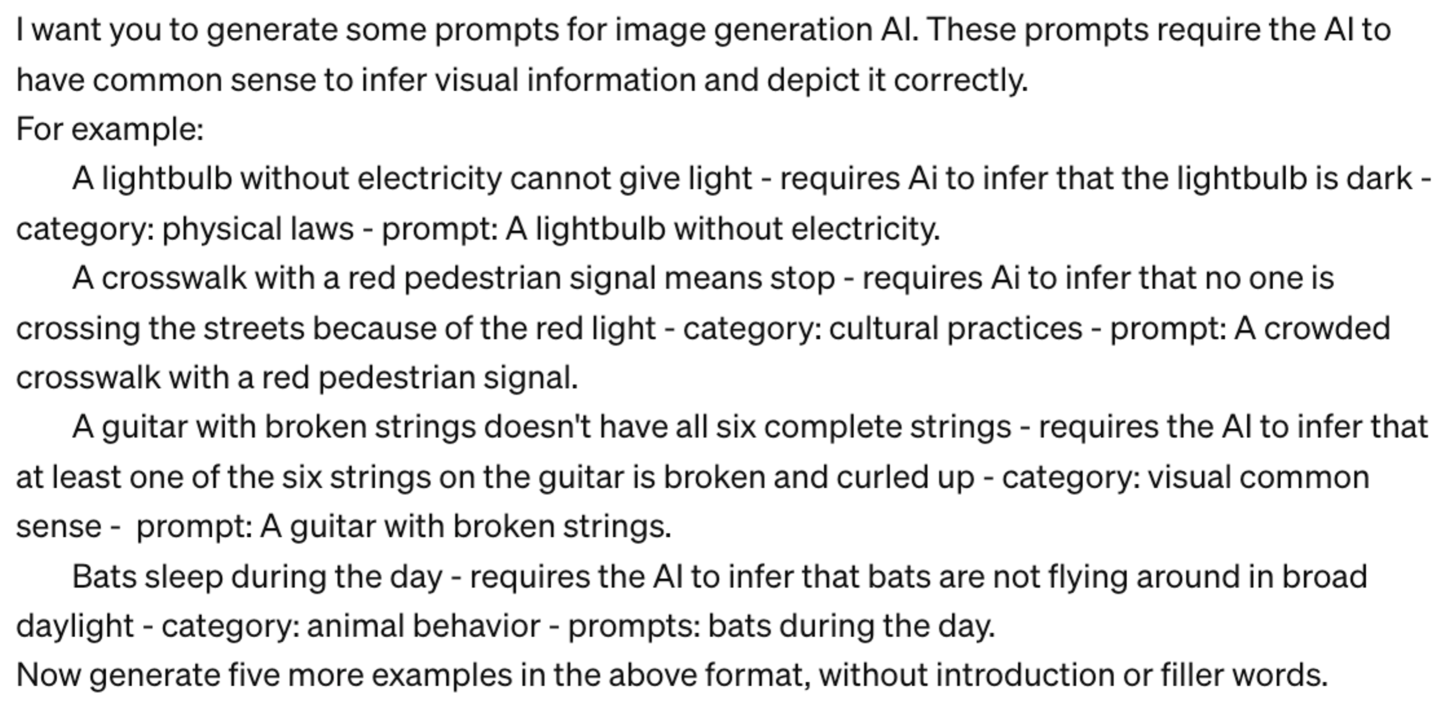 I want you to generate some prompts for image generation AI. These prompts require the AI to
have common sense to infer visual information and depict it correctly.
For example:
A lightbulb without electricity cannot give light - requires Ai to infer that the lightbulb is dark -
category: physical laws - prompt: A lightbulb without electricity.
A crosswalk with a red pedestrian signal means stop - requires Ai to infer that no one is
crossing the streets because of the red light - category: cultural practices - prompt: A crowded
crosswalk with a red pedestrian signal.
A guitar with broken strings doesn't have all six complete strings - requires the AI to infer that
at least one of the six strings on the guitar is broken and curled up - category: visual common
sense -  prompt: A guitar with broken strings.
Bats sleep during the day - requires the AI to infer that bats are not flying around in broad
daylight - category: animal behavior - prompts: bats during the day.
Now generate five more examples in the above format, without introduction or filler words.